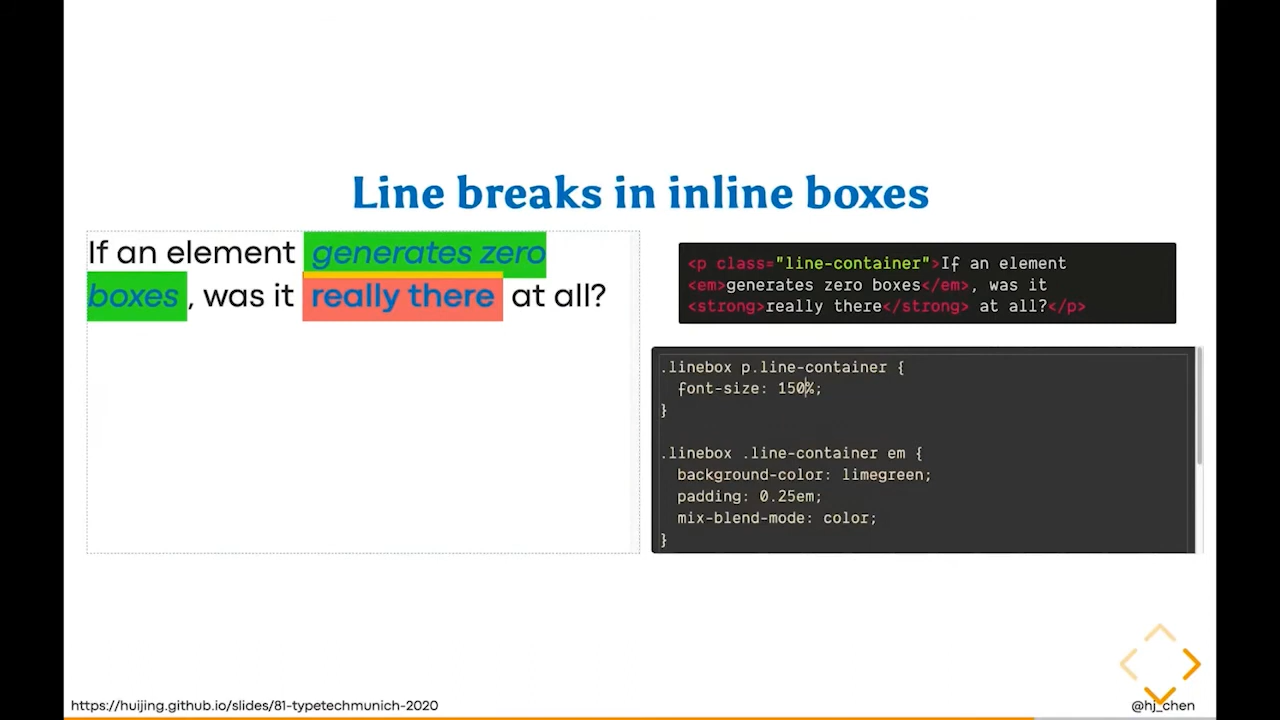 Line breaks in inline boxes
If an element generates zero
boxes, was it really there at all?
<p class="line-container">If an element
<em>generates zero boxes</em>, was it
<strong>really there</strong> at all?</p>
.linebox p.line-container {
font-size: 150%;
}
.linebox .line-container em {
background-color: limegreen;
padding: 0.25em;
mix-blend-mode: color;
}
https://huijing.github.io/slides/81-typetechmunich-2020
@hj_chen